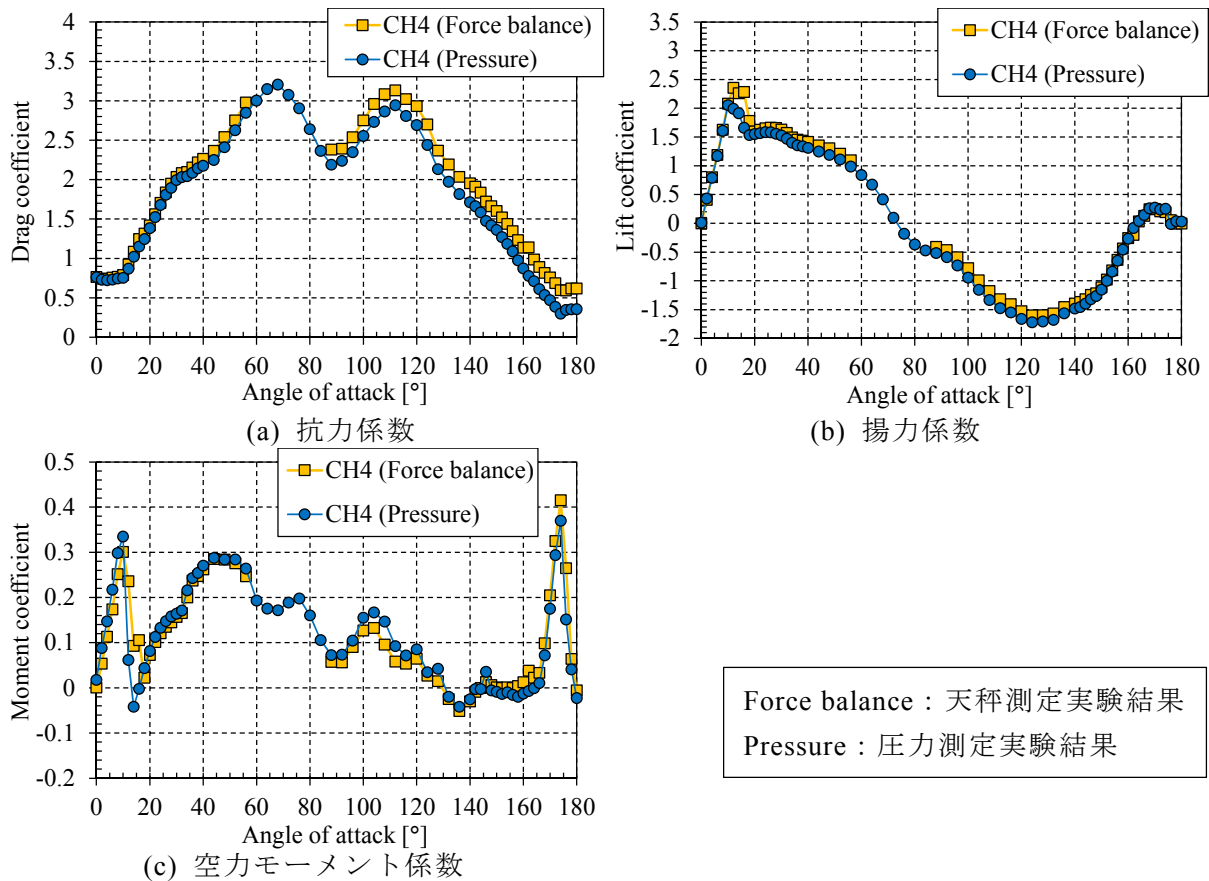 CH4 (Force balance)
CH4 (Pressure)
Drag coefficient
4
3.5
3
2.5
2
1.5
1
0.5
0
0 20 40 60 80 100 120 140 160 180
Angle of attack [°]
(a) 抗力係数
CH4 (Force balance)
CH4 (Pressure)
Lift coefficient
3.5
3
2.5
2
1.5
1
0.5
0
-0.5
-1
-1.5
-2
0 20 40 60 80 100 120 140 160 180
Angle of attack [°]
(b) 揚力係数
CH4 (Force balance)
CH4 (Pressure)
Moment coefficient
0.5
0.4
0.3
0.2
0.1
0
-0.1
-0.2
0 20 40 60 80 100 120 140 160 180
Angle of attack [°]
(c) 空力モーメント係数
Force balance：天秤測定実験結果
Pressure：圧力測定実験結果